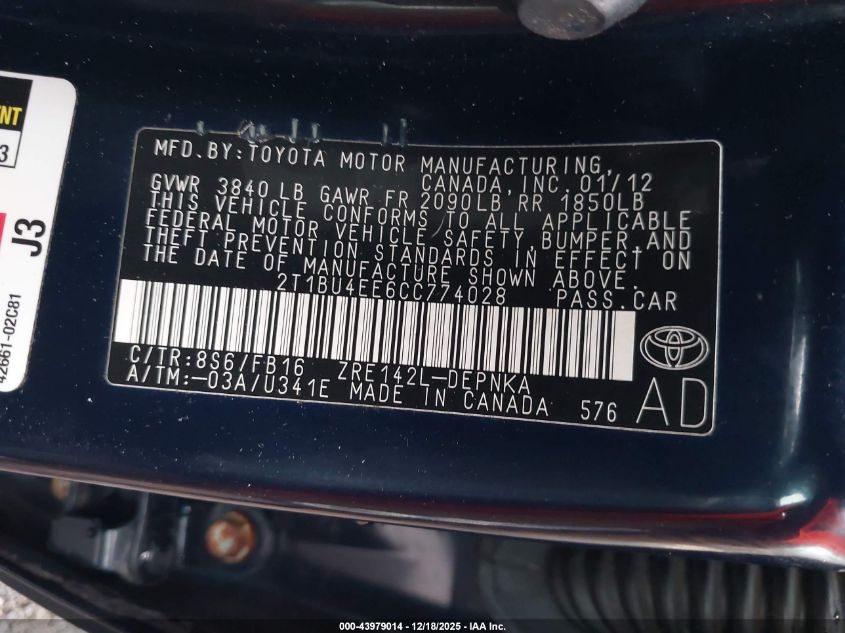 NT
3
J3
42661-02C81
MFD.BY:TOYOTA MOTOR MANUFACTURING,
CANADA, INC. 01/12
GVWR 3840 LB GAWR FR 2090LB RR 1850LB
THIS VEHICLE CONFORMS TO ALL APPLICABLE
FEDERAL MOTOR VEHICLE SAFETY, BUMPER, AND
THEFT PREVENTION STANDARDS IN EFFECT ON
THE DATE OF MANUFACTURE SHOWN ABOVE.
2T1BU4EE6CC774028 PASS.CAR
C/TR:8S6/FB16 ZRE142L-DEPNKA
A/TM:-03A/U341E MADE IN CANADA 576
AD
000-43979014 - 12/18/2025 - IAA Inc.